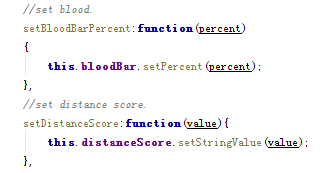 //set blood.
setBloodBarPercent:function(percent)
{
    this.bloodBar.setPercent(percent);
},
//set distance score.
setDistanceScore:function(value){
    this.distanceScore.setStringValue(value);
},